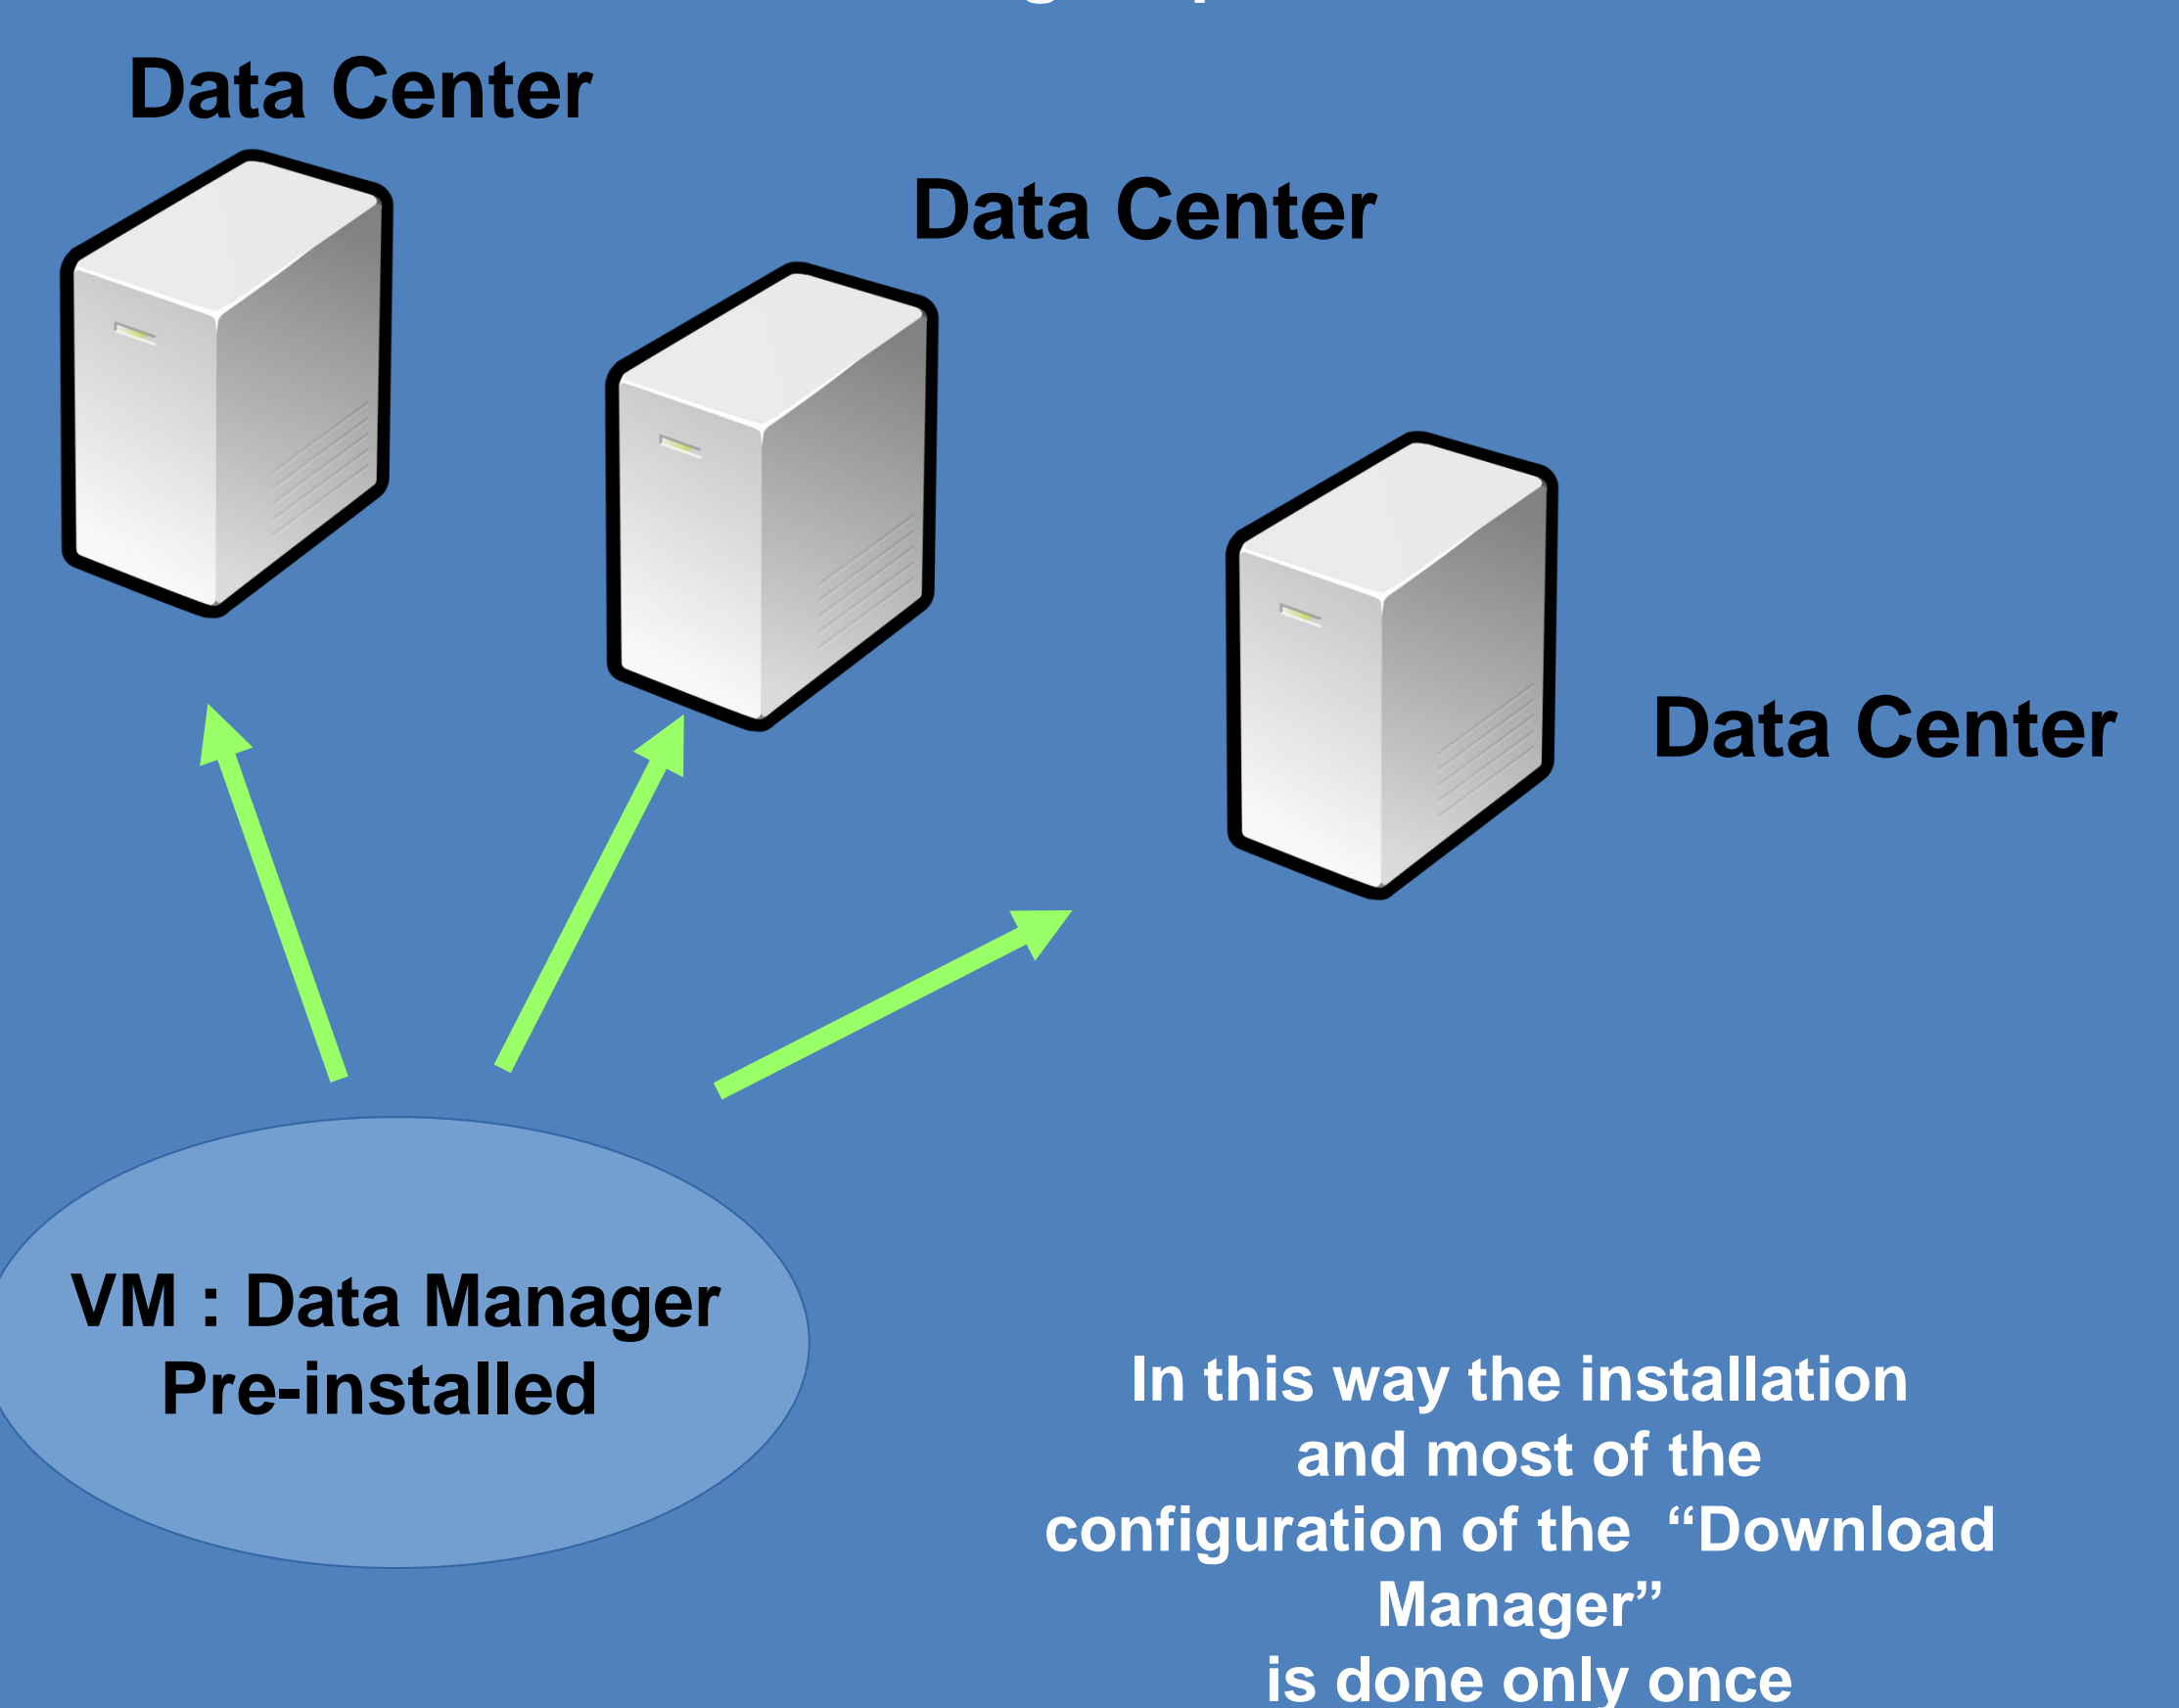 Data Center
Data Center
Data Center
VM : Data Manager
Pre-installed
In this way the installation
and most of the
configuration of the “Download
Manager”
is done only once